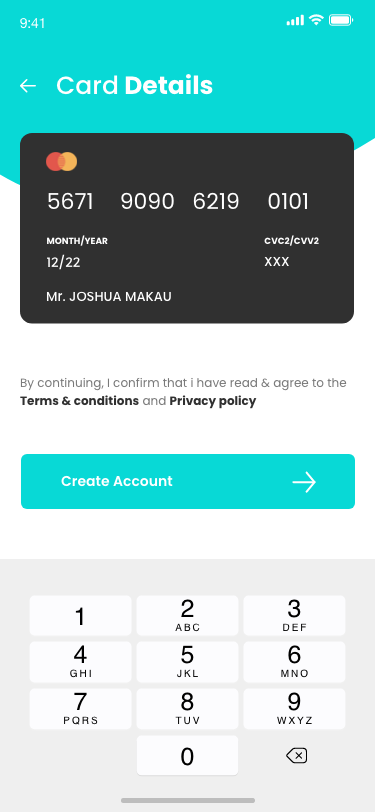 9:41
Card Details
5671 9090 6219 0101
MONTH/YEAR CVC2/CVV2
12/22 XXX
Mr. JOSHUA MAKAU
By continuing, I confirm that i have read & agree to the
Terms & conditions and Privacy policy
Create Account
1 2 3
ABC DEF
4 5 6
GHI JKL MNO
7 8 9
PQRS TUV WXYZ
0